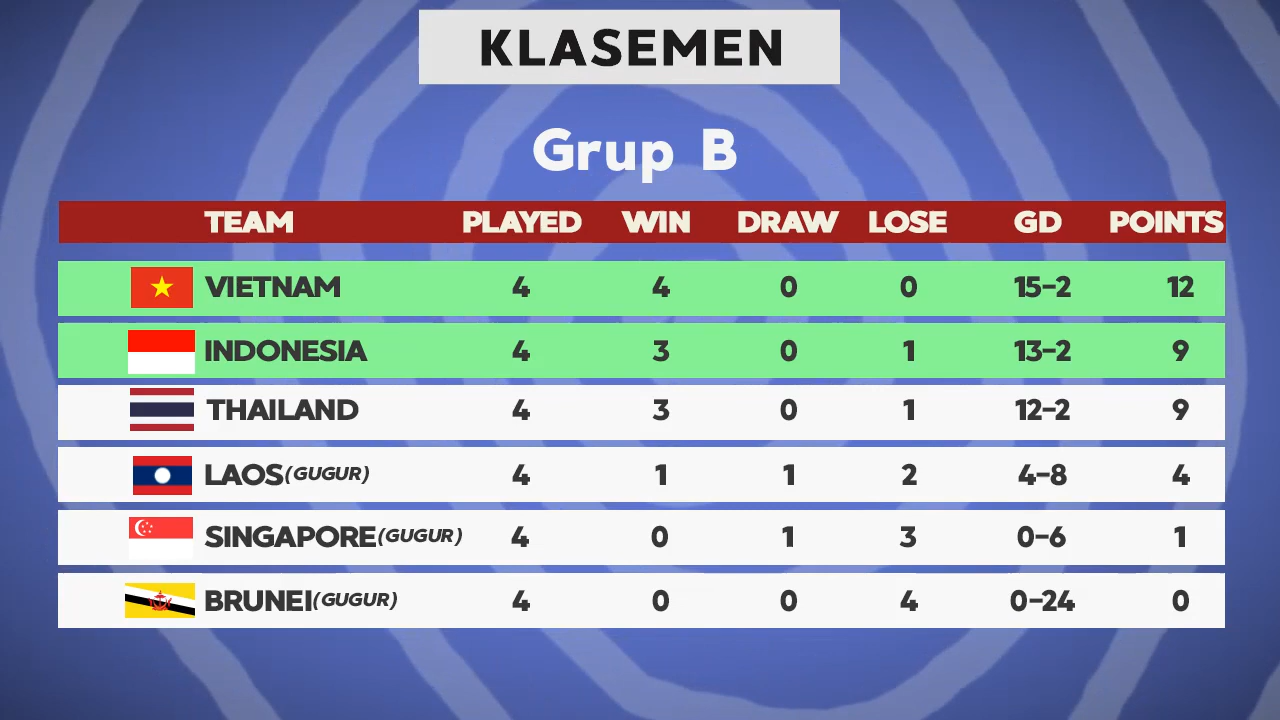 KLASEMEN
Grup B
TEAM PLAYED WIN DRAW LOSE GD POINTS
VIETNAM 4 4 0 0 15-2 12
INDONESIA 4 3 0 1 13-2 9
THAILAND 4 3 0 1 12-2 9
LAOS (GUGUR) 4 1 1 2 4-8 4
SINGAPORE (GUGUR) 4 0 1 3 0-6 1
BRUNEI (GUGUR) 4 0 0 4 0-24 0